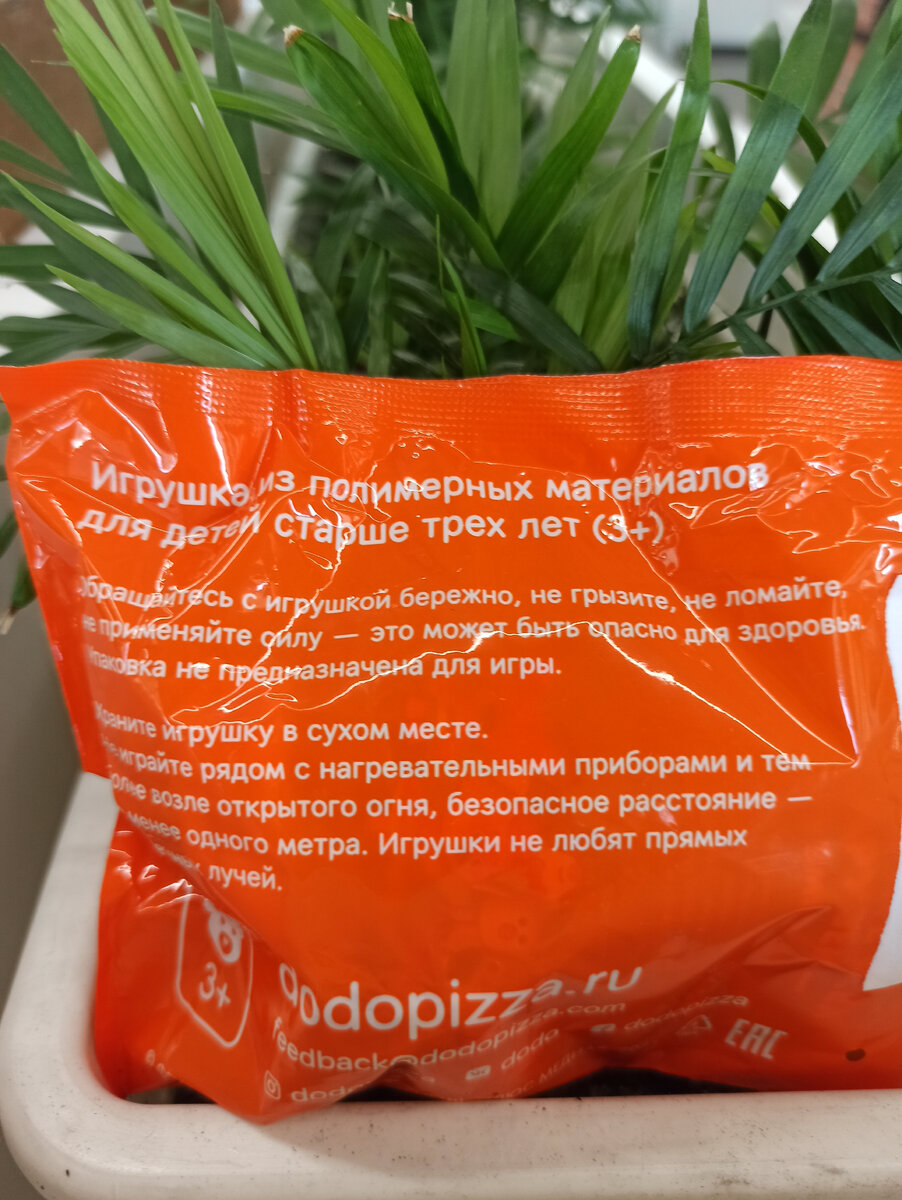 Игрушка из полимерных материалов
для детей старше трех лет (3+)
Обращайтесь с игрушкой бережно, не грызите, не ломайте,
не применяйте силу — это может быть опасно для здоровья.
Упаковка не предназначена для игры.
Храните игрушку в сухом месте.
Не играйте рядом с нагревательными приборами и тем
более возле открытого огня, безопасное расстояние —
менее одного метра. Игрушки не любят прямых
лучей.
3+
dodopizza.ru
feedback@dodopizza.com
dodo dodopizza
EAC